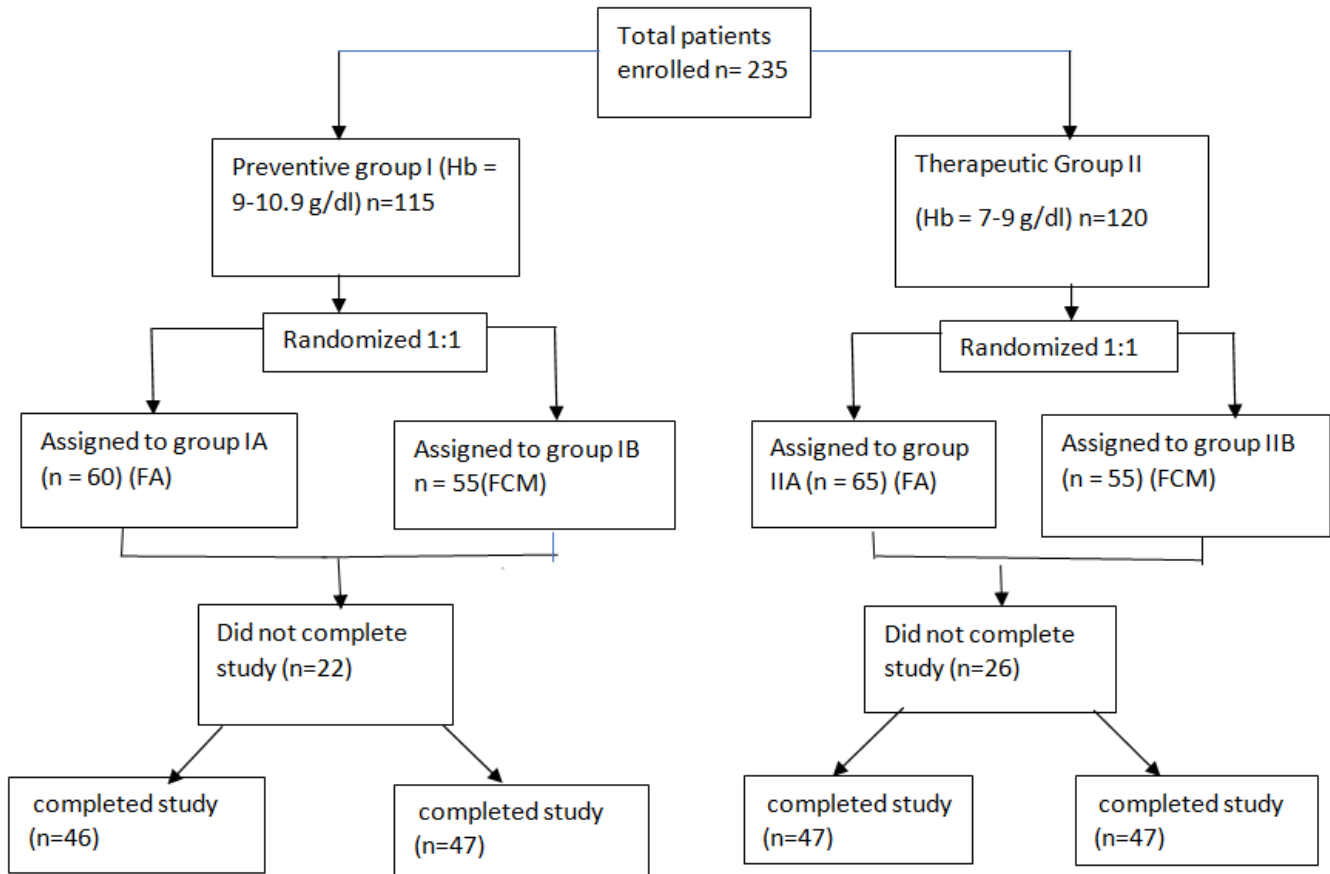 Total patients
enrolled n= 235
Preventive group I (Hb =
9-10.9 g/dl) n=115
Therapeutic Group II
(Hb = 7-9 g/dl) n=120
Randomized 1:1
Randomized 1:1
Assigned to group IA
(n = 60) (FA)
Assigned to group IB
n = 55(FCM)
Assigned to group
IIA (n = 65) (FA)
Assigned to group IIB
(n = 55) (FCM)
Did not complete
study (n=22)
Did not complete
study (n=26)
completed study
(n=46)
completed study
(n=47)
completed study
(n=47)
completed study
(n=47)